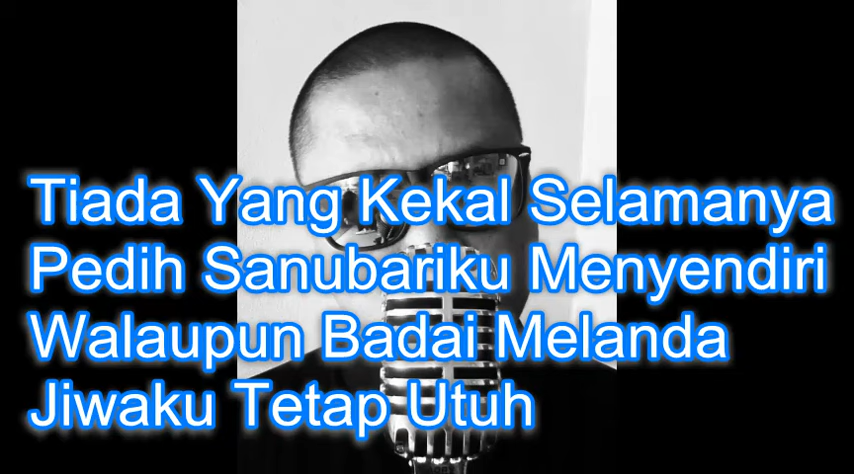 Tiada Yang Kekal Selamanya
Pedih Sanubariku Menyendiri
Walaupun Badai Melanda
Jiwaku Tetap Utuh